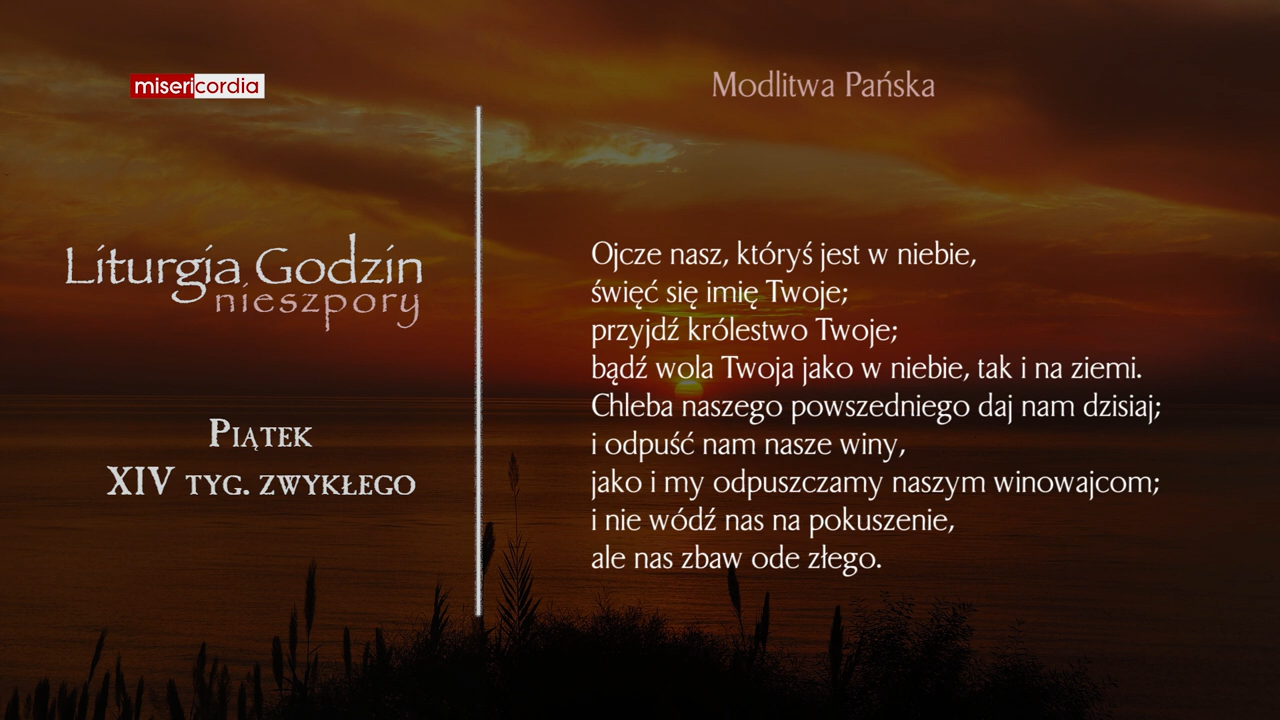 misericordia
Liturgia Godzin
nieszpory
Piątek
XIV tyg. zwykłego
Modlitwa Pańska
Ojcze nasz, któryś jest w niebie,
święć się imię Twoje;
przyjdź królestwo Twoje;
bądź wola Twoja jako w niebie, tak i na ziemi.
Chleba naszego powszedniego daj nam dzisiaj;
i odpuść nam nasze winy,
jako i my odpuszczamy naszym winowajcom;
i nie wódź nas na pokuszenie,
ale nas zbaw ode złego.